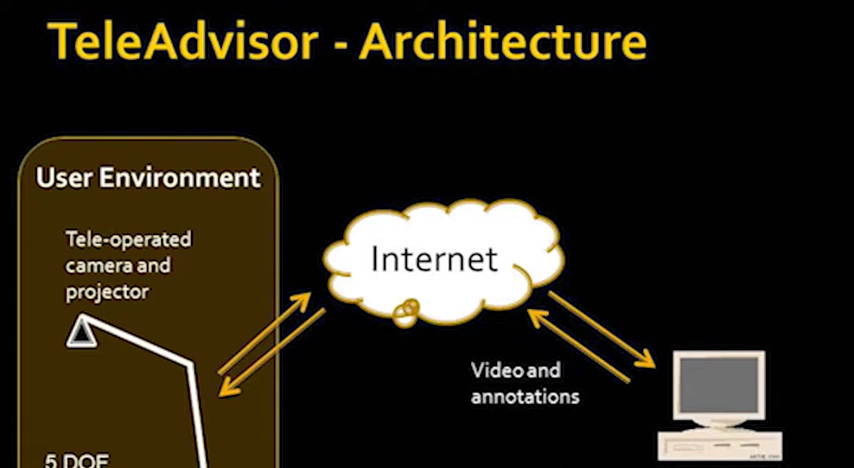 TeleAdvisor - Architecture
User Environment
Tele-operated
camera and
projector
Internet
Video and
annotations
5 DOF